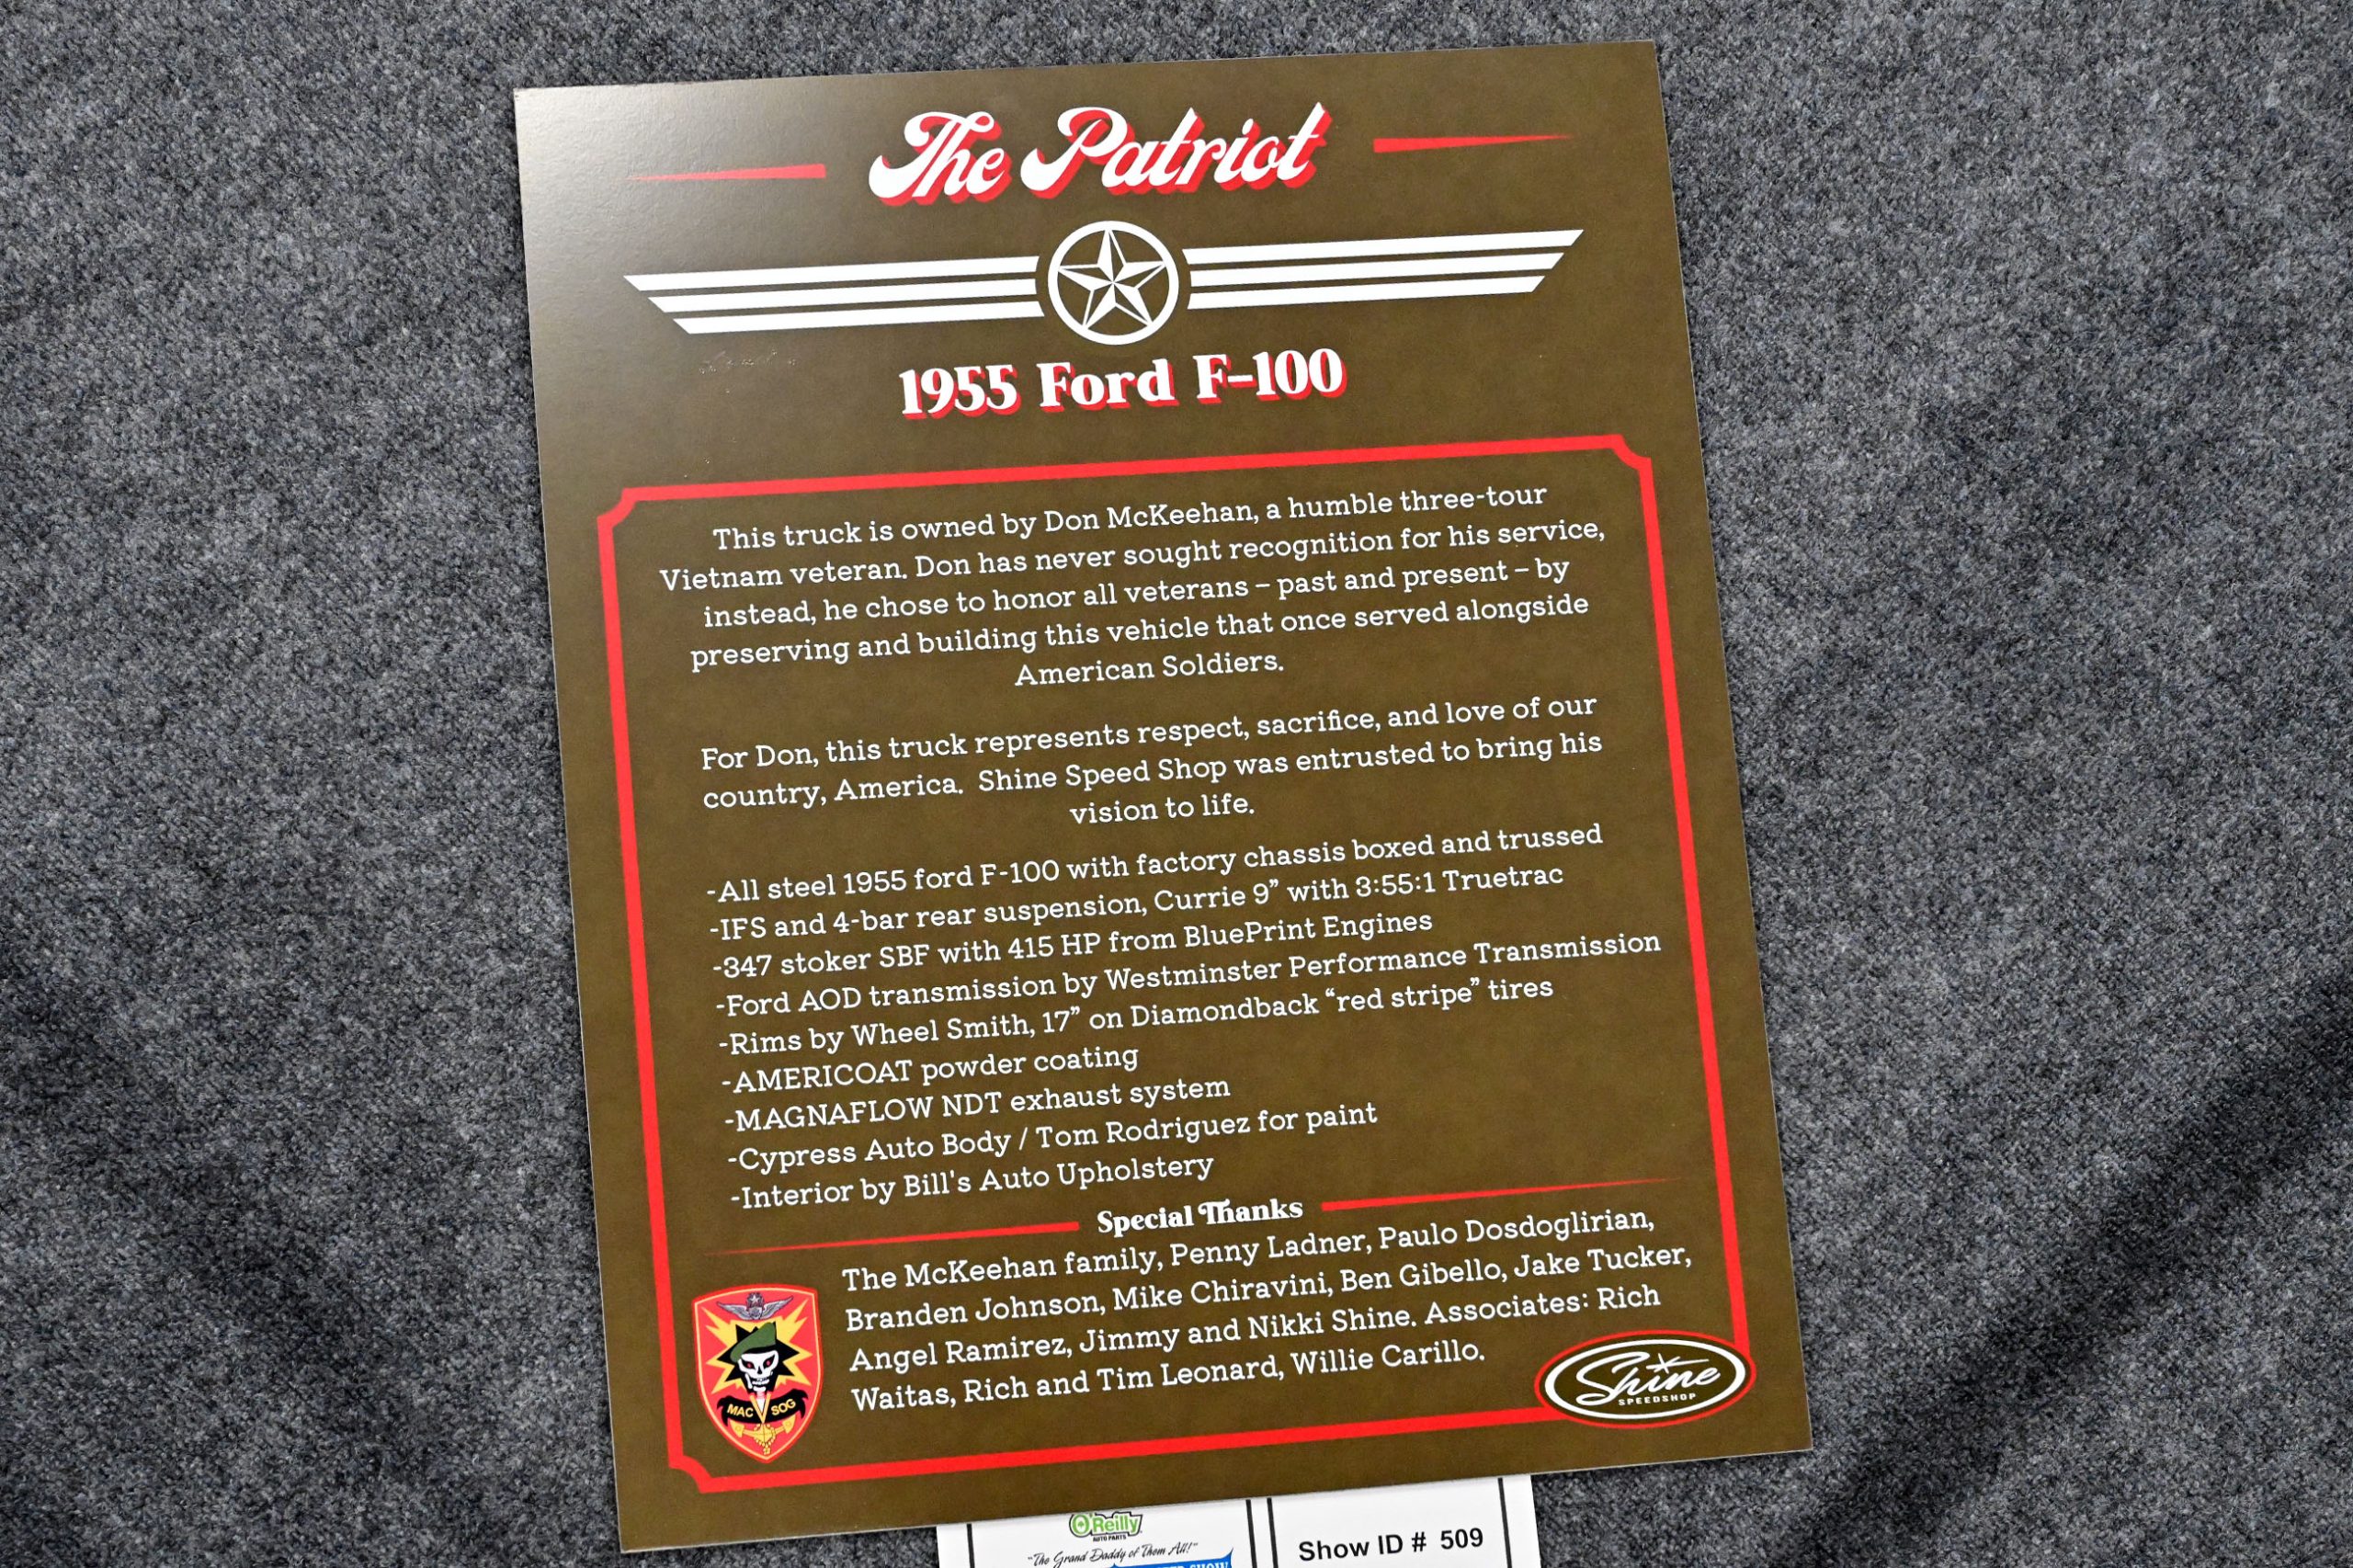 The Patriot
1955 Ford F-100
This truck is owned by Don McKeehan, a humble three-tour
Vietnam veteran. Don has never sought recognition for his service,
instead, he chose to honor all veterans – past and present – by
preserving and building this vehicle that once served alongside
American Soldiers.
For Don, this truck represents respect, sacrifice, and love of our
country, America. Shine Speed Shop was entrusted to bring his
vision to life.
-All steel 1955 ford F-100 with factory chassis boxed and trussed
-IFS and 4-bar rear suspension, Currie 9” with 3:55:1 Truetrac
-347 stoker SBF with 415 HP from BluePrint Engines
-Ford AOD transmission by Westminster Performance Transmission
-Rims by Wheel Smith, 17” on Diamondback “red stripe” tires
-AMERICOAT powder coating
-MAGNAFLOW NDT exhaust system
-Cypress Auto Body / Tom Rodriguez for paint
-Interior by Bill's Auto Upholstery
Special Thanks
The McKeehan family, Penny Ladner, Paulo Dosdoglirian,
Branden Johnson, Mike Chiravini, Ben Gibello, Jake Tucker,
Angel Ramirez, Jimmy and Nikki Shine. Associates: Rich
Waitas, Rich and Tim Leonard, Willie Carillo.
MAC SOG
Shine
SPEEDSHOP
O'Reilly
AUTO PARTS
"The Grand Daddy of Them All!"
SHOW
Show ID # 509